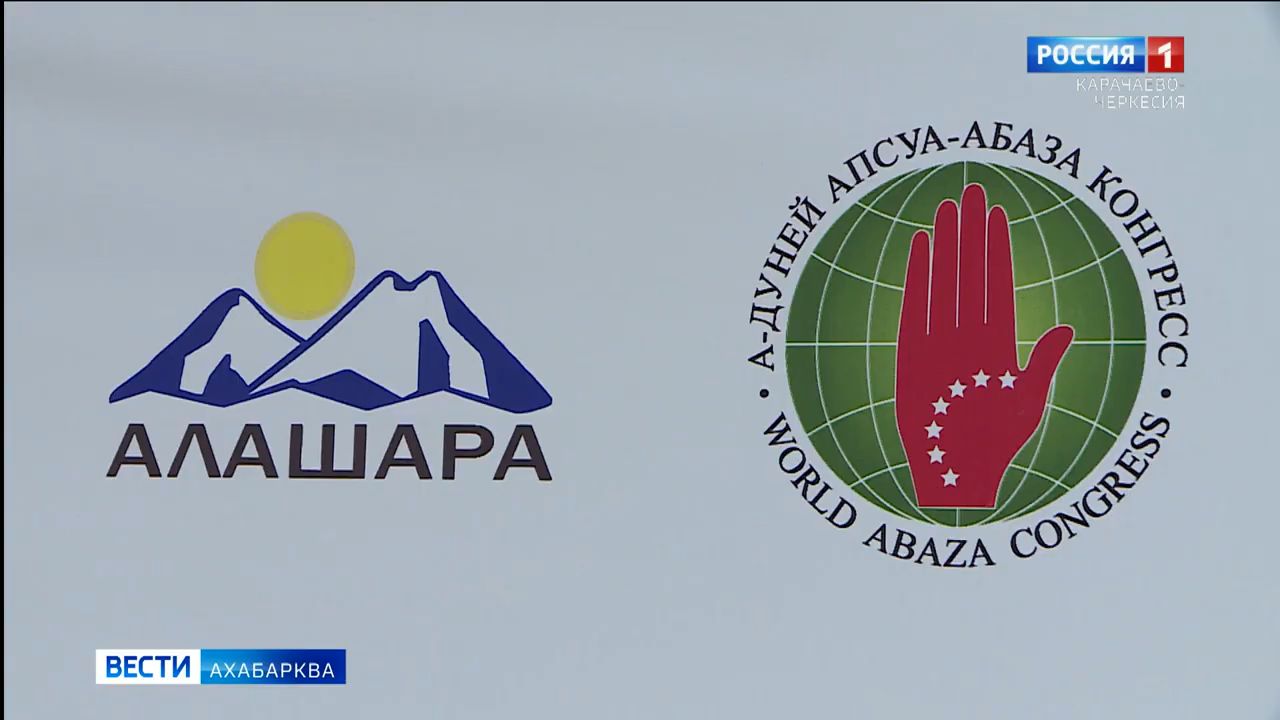 РОССИЯ 1
КАРАЧАЕВО-
ЧЕРКЕСИЯ
А-ДУНЕЙ АПСУА-АБАЗА КОНГРЕСС
• WORLD ABAZA CONGRESS •
АЛАШАРА
ВЕСТИ АХАБАРКВА